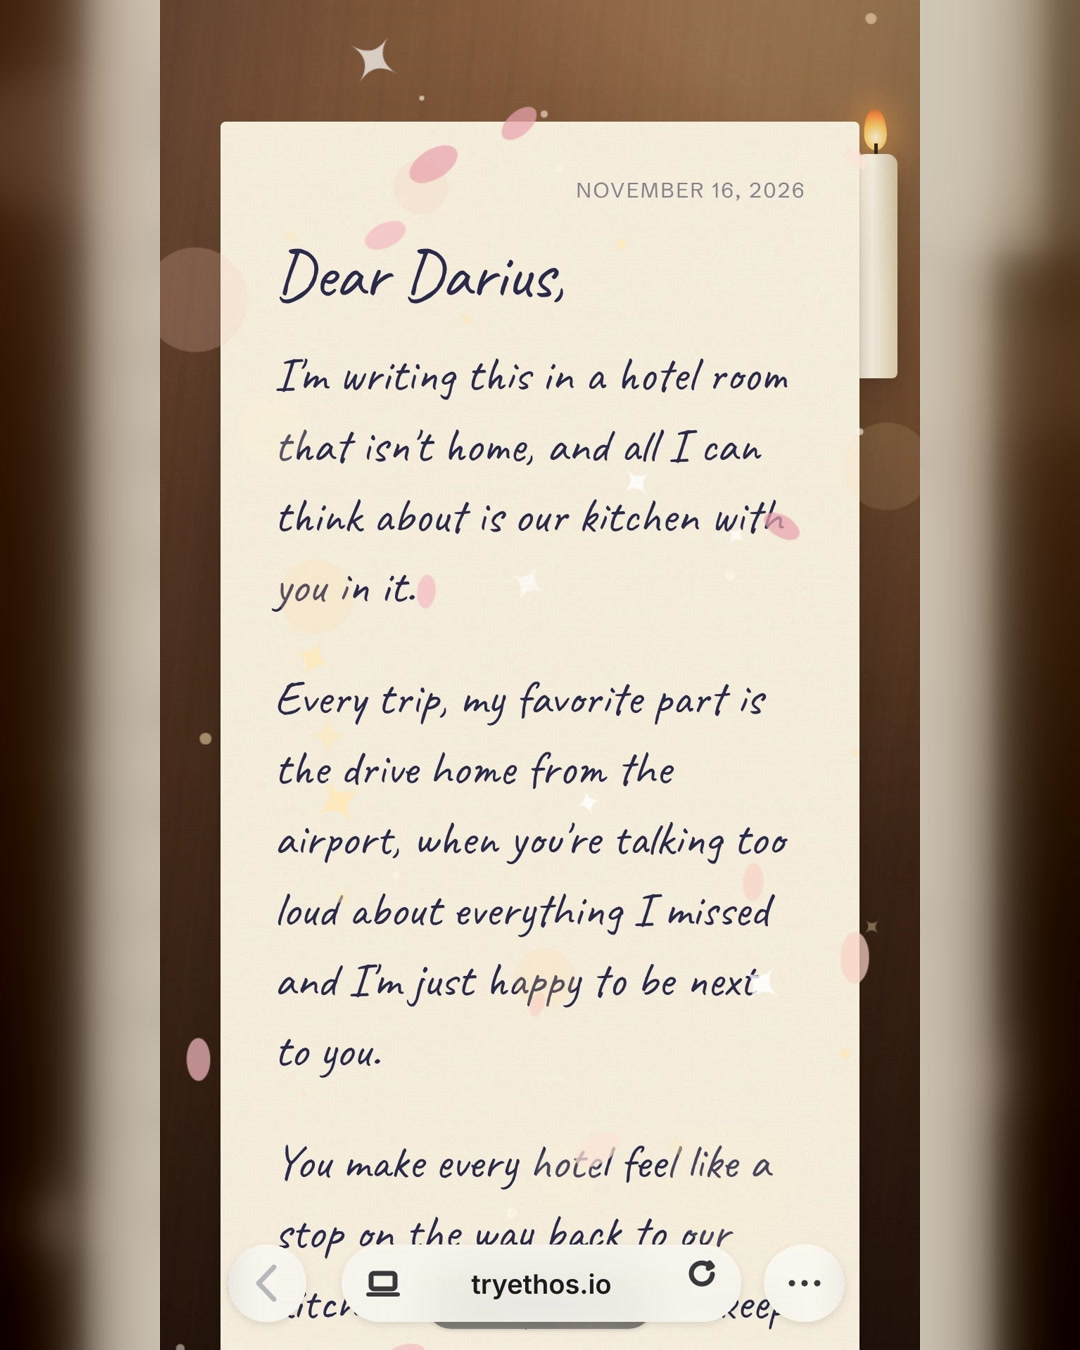 NOVEMBER 16, 2026
Dear Darius,
I'm writing this in a hotel room
that isn't home, and all I can
think about is our kitchen with
you in it.
Every trip, my favorite part is
the drive home from the
airport, when you're talking too
loud about everything I missed
and I'm just happy to be next
to you.
You make every hotel feel like a
stop on the way back to our
keep
tryethos.io